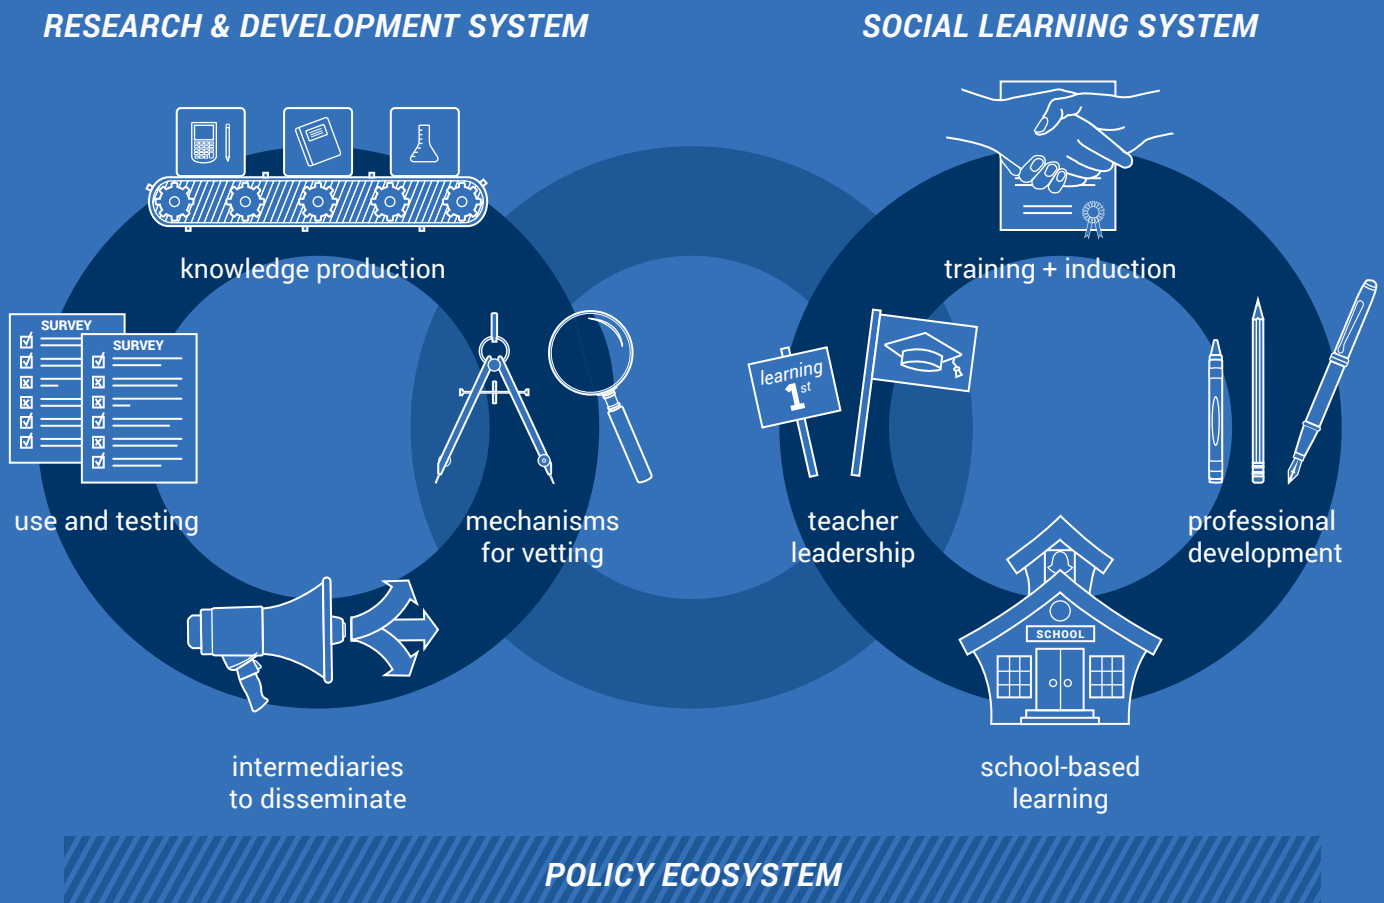 RESEARCH & DEVELOPMENT SYSTEM
SOCIAL LEARNING SYSTEM
knowledge production
training + induction
SURVEY
SURVEY
learning
1st
use and testing
mechanisms
for vetting
teacher
leadership
professional
development
SCHOOL
intermediaries
to disseminate
school-based
learning
POLICY ECOSYSTEM